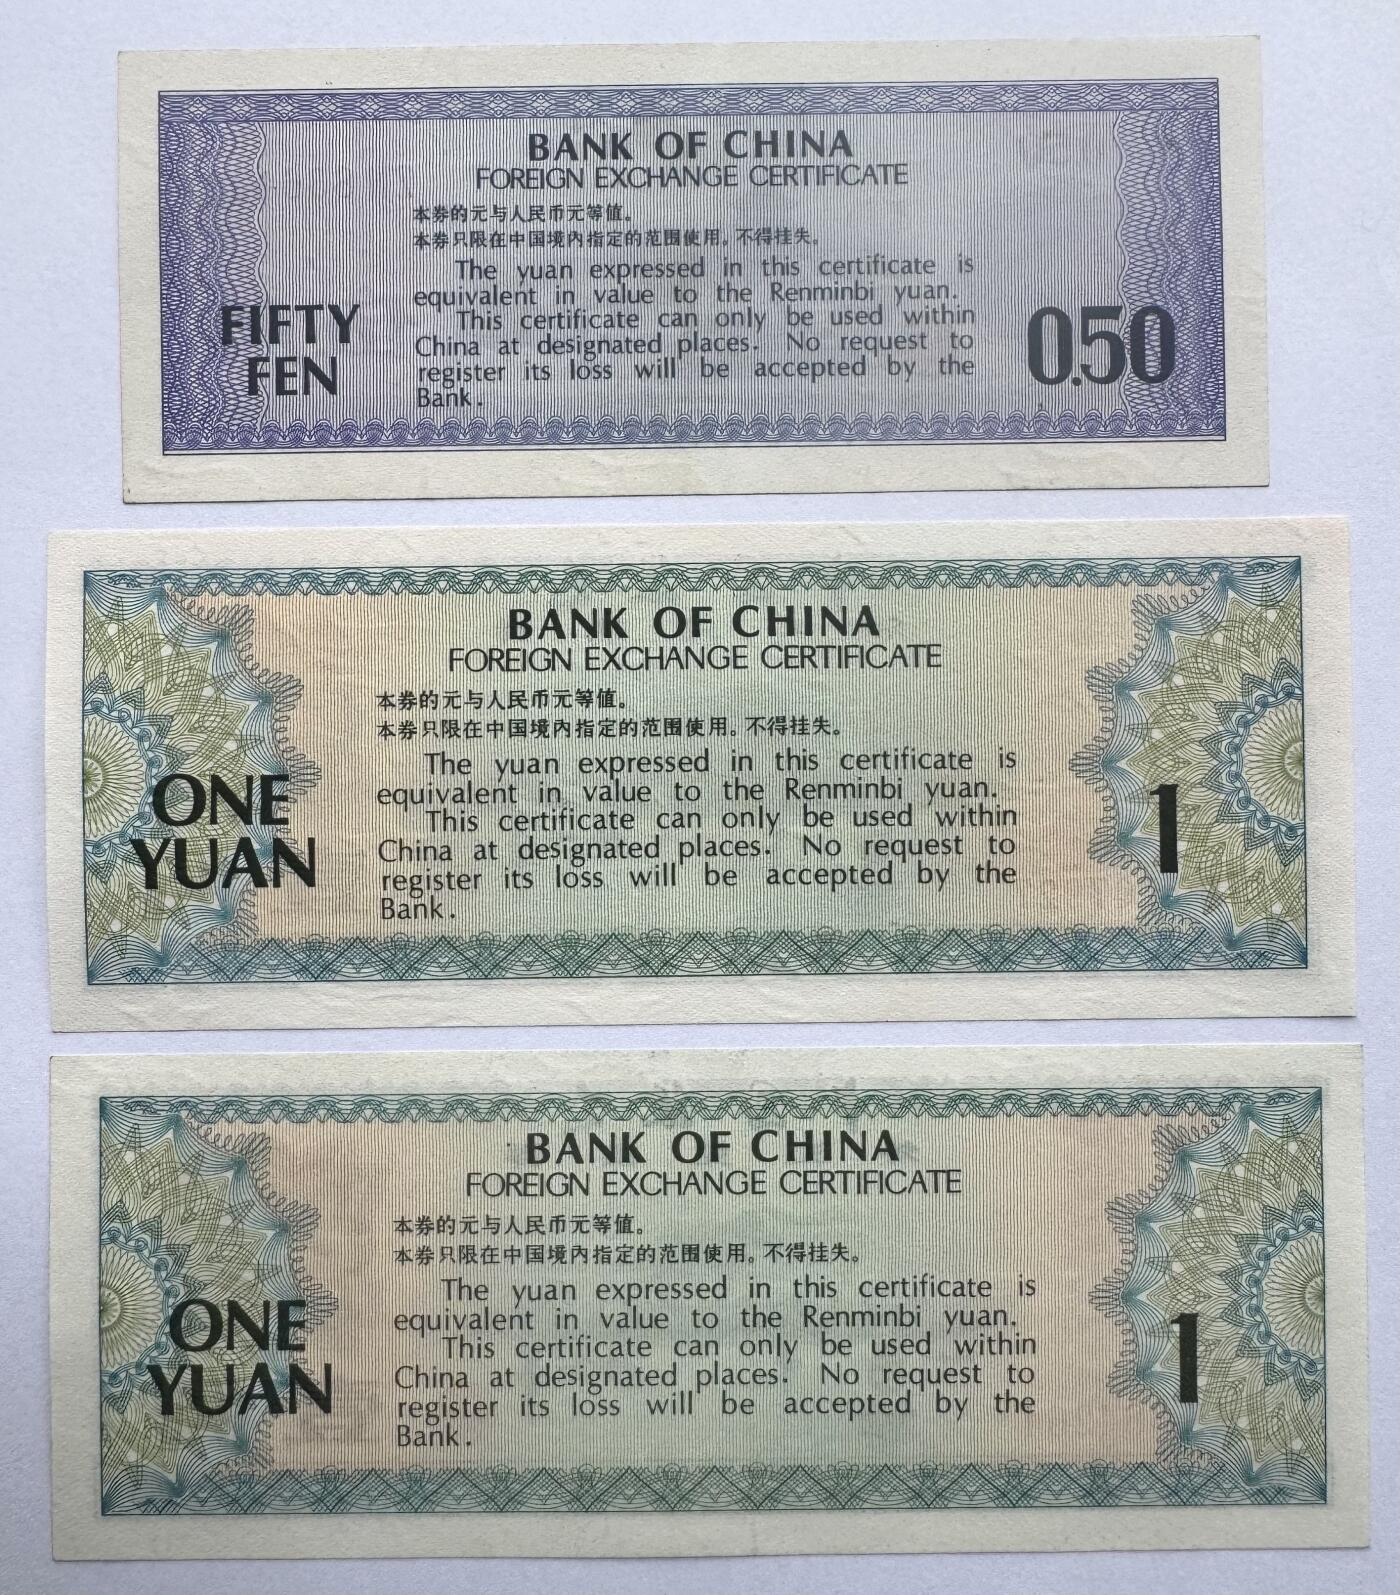 BANK OF CHINA
FOREIGN EXCHANGE CERTIFICATE
本券的元与人民币元等值。
本券只限在中国境内指定的范围使用。不得挂失。
The yuan expressed in this certificate is
equivalent in value to the Renminbi yuan.
This certificate can only be used within
China at designated places. No request to
register its loss will be accepted by the
Bank.
FIFTY
FEN
0.50
BANK OF CHINA
FOREIGN EXCHANGE CERTIFICATE
本券的元与人民币元等值。
本券只限在中国境内指定的范围使用。不得挂失。
The yuan expressed in this certificate is
equivalent in value to the Renminbi yuan.
This certificate can only be used within
China at designated places. No request to
register its loss will be accepted by the
Bank.
ONE
YUAN
1
BANK OF CHINA
FOREIGN EXCHANGE CERTIFICATE
本券的元与人民币元等值。
本券只限在中国境内指定的范围使用。不得挂失。
The yuan expressed in this certificate is
equivalent in value to the Renminbi yuan.
This certificate can only be used within
China at designated places. No request to
register its loss will be accepted by the
Bank.
ONE
YUAN
1